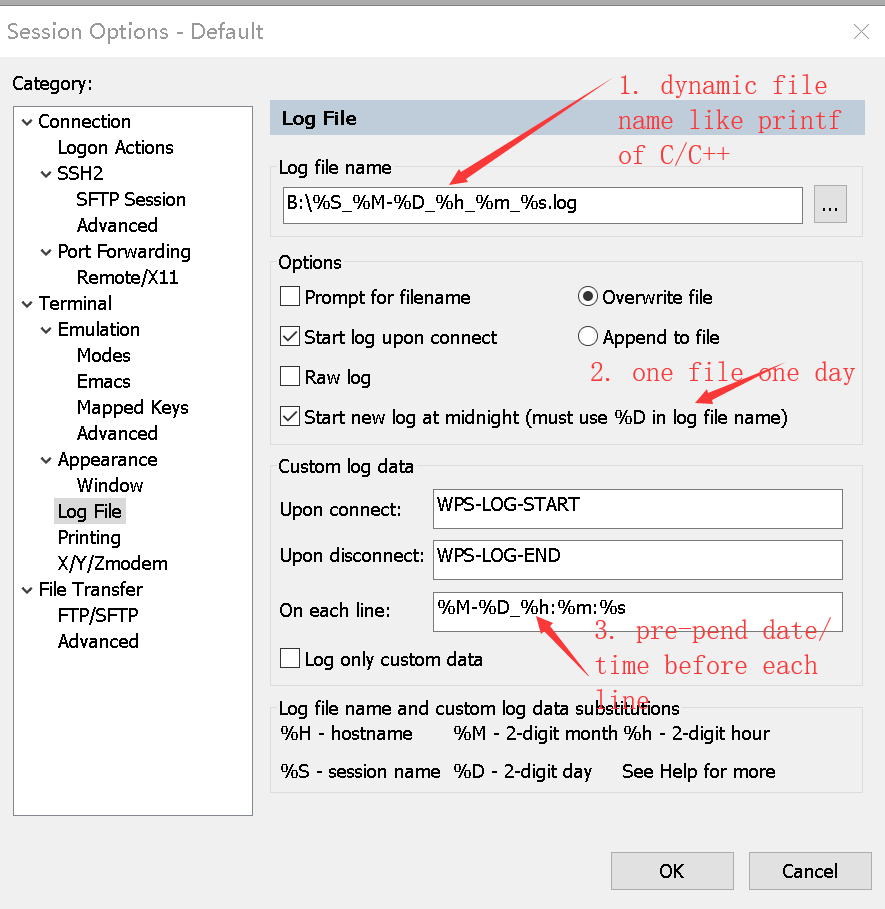 Session Options - Default
Category:
Connection
Logon Actions
SSH2
SFTP Session
Advanced
Port Forwarding
Remote/X11
Terminal
Emulation
Modes
Emacs
Mapped Keys
Advanced
Appearance
Window
Log File
Printing
X/Y/Zmodem
File Transfer
FTP/SFTP
Advanced
Log File
1. dynamic file
name like printf
of C/C++
Log file name
B:\%S_%M-%D_%h_%m_%s.log
...
Options
Prompt for filename
Overwrite file
Start log upon connect
Append to file
Raw log
2. one file one day
Start new log at midnight (must use %D in log file name)
Custom log data
Upon connect:
WPS-LOG-START
Upon disconnect:
WPS-LOG-END
On each line:
%M-%D_%h:%m:%s
3. pre-pend date/
time before each
line
Log only custom data
Log file name and custom log data substitutions
%H - hostname
%M - 2-digit month
%h - 2-digit hour
%S - session name
%D - 2-digit day
See Help for more
OK
Cancel